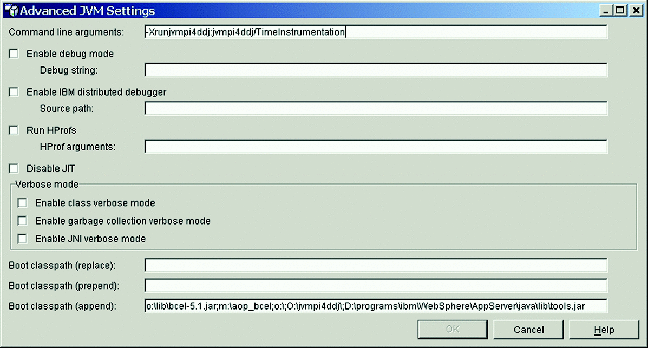 Advanced JVM Settings
Command line arguments: -Xrunjvmpi4ddj:jvmpi4ddj/TimeInstrumentation
Enable debug mode
Debug string:
Enable IBM distributed debugger
Source path:
Run HProfs
HProf arguments:
Disable JIT
Verbose mode
Enable class verbose mode
Enable garbage collection verbose mode
Enable JNI verbose mode
Boot classpath (replace):
Boot classpath (prepend):
Boot classpath (append): o:\lib\bcel-5.1.jar;m:\aop_bcel;o:\;O:\jvmpi4ddj\;D:\programs\ibm\WebSphere\AppServer\java\lib\tools.jar
OK Cancel Help